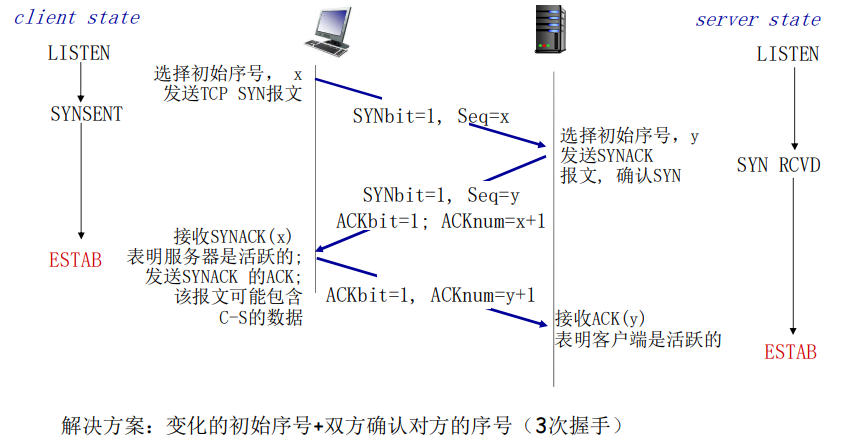 client state
server state
LISTEN
LISTEN
选择初始序号， x
发送TCP SYN报文
SYNSENT
SYNbit=1, Seq=x
选择初始序号，y
发送SYNACK
报文, 确认SYN
SYN RCVD
SYNbit=1, Seq=y
ACKbit=1; ACKnum=x+1
接收SYNACK(x)
表明服务器是活跃的;
发送SYNACK 的ACK;
该报文可能包含
C-S的数据
ESTAB
ACKbit=1, ACKnum=y+1
接收ACK(y)
表明客户端是活跃的
ESTAB
解决方案：变化的初始序号+双方确认对方的序号（3次握手）